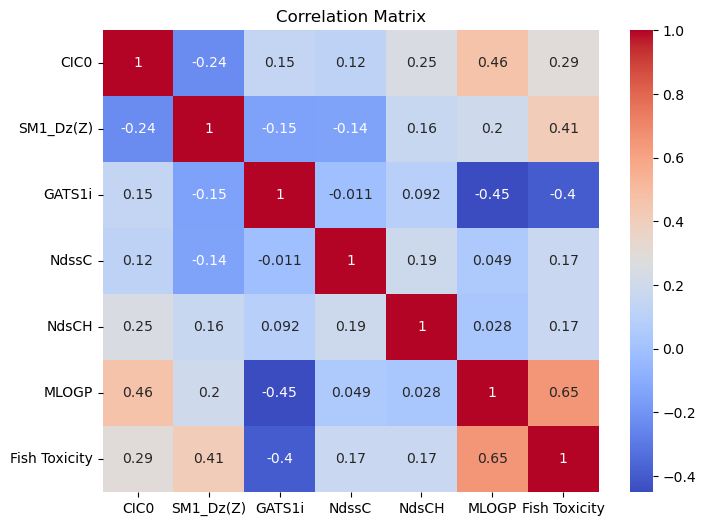 Correlation Matrix
CIC0 1 -0.24 0.15 0.12 0.25 0.46 0.29
SM1_Dz(Z) -0.24 1 -0.15 -0.14 0.16 0.2 0.41
GATS1i 0.15 -0.15 1 -0.011 0.092 -0.45 -0.4
NdssC 0.12 -0.14 -0.011 1 0.19 0.049 0.17
NdsCH 0.25 0.16 0.092 0.19 1 0.028 0.17
MLOGP 0.46 0.2 -0.45 0.049 0.028 1 0.65
Fish Toxicity 0.29 0.41 -0.4 0.17 0.17 0.65 1
CIC0 SM1_Dz(Z) GATS1i NdssC NdsCH MLOGP Fish Toxicity
1.0
0.8
0.6
0.4
0.2
0.0
−0.2
−0.4